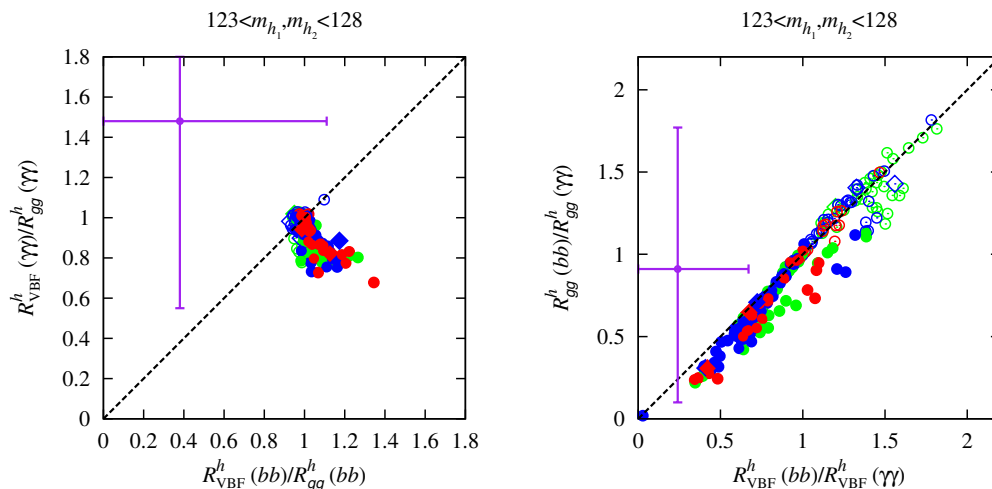 123<m_{h_1},m_{h_2}<128
R^h_{VBF}(γγ)/R^h_{gg}(γγ)
1.8
1.6
1.4
1.2
1
0.8
0.6
0.4
0.2
0
0 0.2 0.4 0.6 0.8 1 1.2 1.4 1.6 1.8
R^h_{VBF}(bb)/R^h_{gg}(bb)
123<m_{h_1},m_{h_2}<128
R^h_{gg}(bb)/R^h_{gg}(γγ)
2
1.5
1
0.5
0
0 0.5 1 1.5 2
R^h_{VBF}(bb)/R^h_{VBF}(γγ)